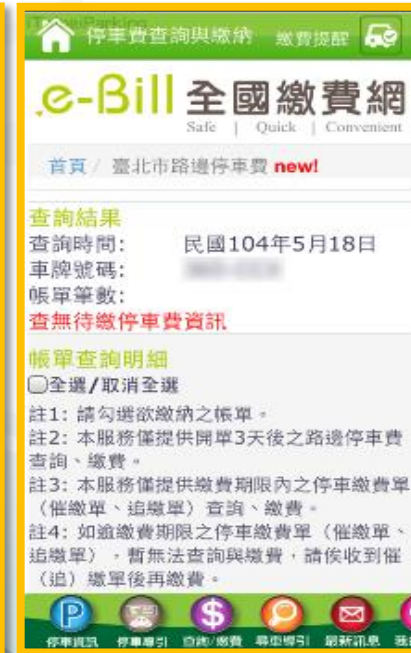 停車費查詢與繳納 繳費提醒
e-Bill 全國繳費網
Safe | Quick | Convenient
首頁 / 臺北市路邊停車費 new!
查詢結果
查詢時間: 民國104年5月18日
車牌號碼:
帳單筆數:
查無待繳停車費資訊
帳單查詢明細
全選/取消全選
註1: 請勾選欲繳納之帳單。
註2: 本服務僅提供開單3天後之路邊停車費
查詢、繳費。
註3: 本服務僅提供繳費期限內之停車繳費單
(催繳單、追繳單)查詢、繳費。
註4: 如逾繳費期限之停車繳費單(催繳單、
追繳單),暫無法查詢與繳費,請俟收到催
(追)繳單後再繳費。
停車資訊 停車導引 查詢/繳費 尋車導引 最新訊息